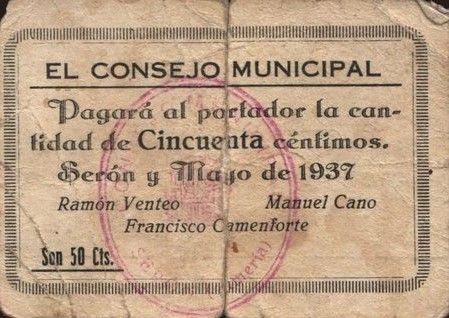 EL CONSEJO MUNICIPAL
Pagará al portador la can-
tidad de Cincuenta céntimos.
Serón y Mayo de 1937
Ramón Venteo Manuel Cano
Francisco Camenforte
Son 50 Cts.